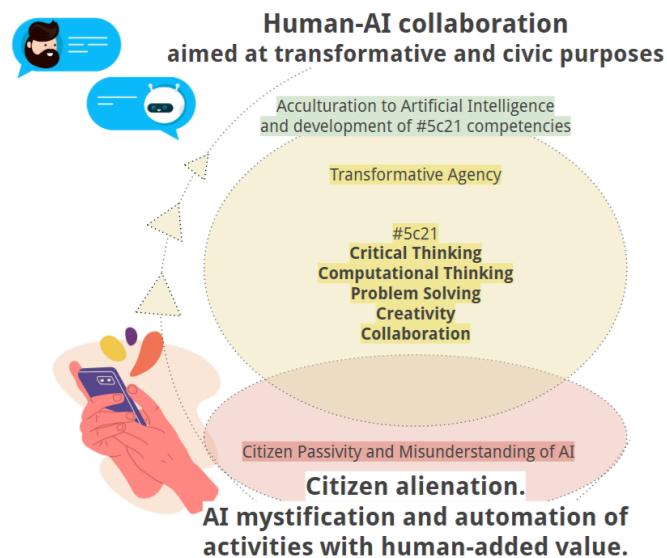 Human-AI collaboration
aimed at transformative and civic purposes
Acculturation to Artificial Intelligence
and development of #5c21 competencies
Transformative Agency
#5c21
Critical Thinking
Computational Thinking
Problem Solving
Creativity
Collaboration
Citizen Passivity and Misunderstanding of AI
Citizen alienation.
AI mystification and automation of
activities with human-added value.